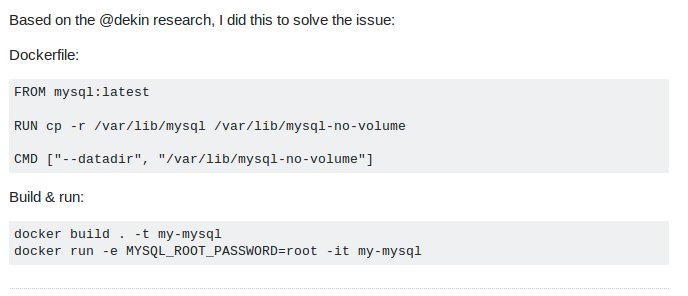 Based on the @dekin research, I did this to solve the issue:
Dockerfile:
FROM mysql:latest
RUN cp -r /var/lib/mysql /var/lib/mysql-no-volume
CMD ["--datadir", "/var/lib/mysql-no-volume"]
Build & run:
docker build . -t my-mysql
docker run -e MYSQL_ROOT_PASSWORD=root -it my-mysql